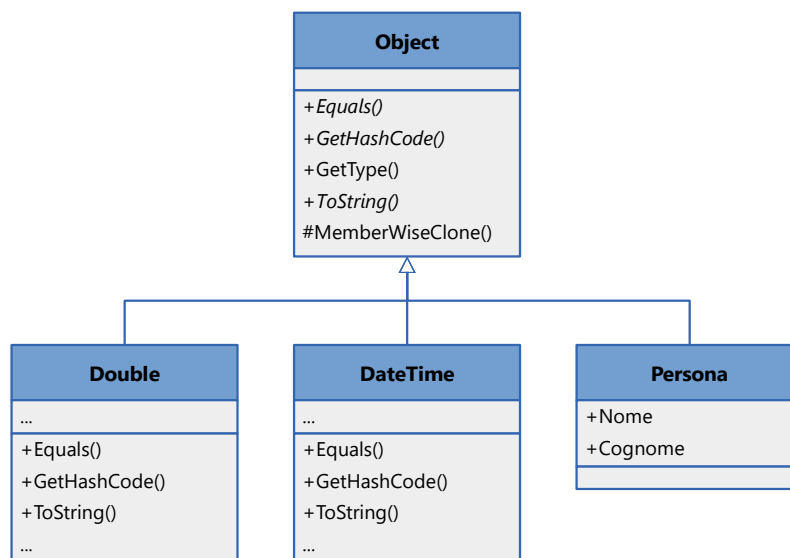 Object
+Equals()
+GetHashCode()
+GetType()
+ToString()
#MemberWiseClone()
Double
...
+Equals()
+GetHashCode()
+ToString()
...
DateTime
...
+Equals()
+GetHashCode()
+ToString()
...
Persona
+Nome
+Cognome